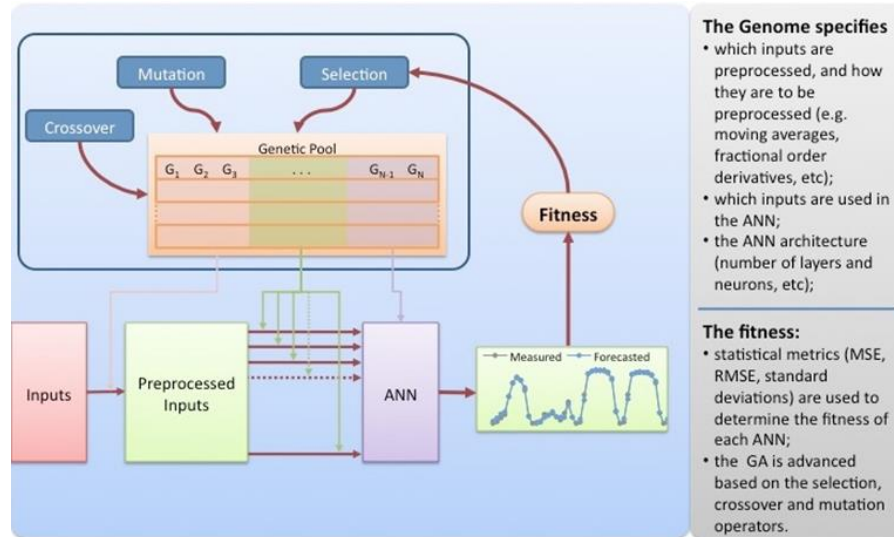 Mutation
Selection
Crossover
Genetic Pool
G1 G2 G3 ... GN-1 GN
Fitness
Inputs
Preprocessed
Inputs
ANN
Measured Forecasted
The Genome specifies
• which inputs are
preprocessed, and how
they are to be
preprocessed (e.g.
moving averages,
fractional order
derivatives, etc);
• which inputs are used in
the ANN;
• the ANN architecture
(number of layers and
neurons, etc);
The fitness:
• statistical metrics (MSE,
RMSE, standard
deviations) are used to
determine the fitness of
each ANN;
• the GA is advanced
based on the selection,
crossover and mutation
operators.